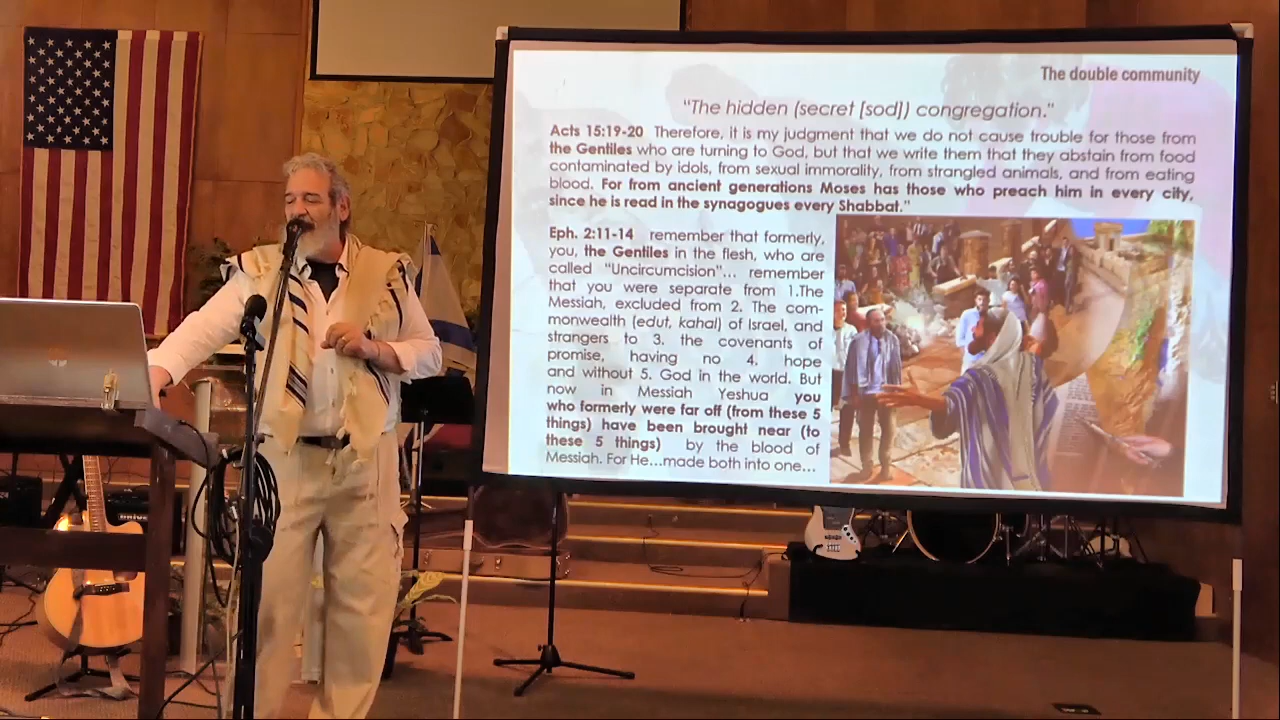 The double community
"The hidden (secret [sod]) congregation."
Acts 15:19-20 Therefore, it is my judgment that we do not cause trouble for those from
the Gentiles who are turning to God, but that we write them that they abstain from food
contaminated by idols, from sexual immorality, from strangled animals, and from eating
blood. For from ancient generations Moses has those who preach him in every city,
since he is read in the synagogues every Shabbat."
Eph. 2:11-14 remember that formerly,
you, the Gentiles in the flesh, who are
called "Uncircumcision"... remember
that you were separate from 1.The
Messiah, excluded from 2. The com-
monwealth (edut, kahal) of Israel, and
strangers to 3. the covenants of
promise, having no 4. hope
and without 5. God in the world. But
now in Messiah Yeshua you
who formerly were far off (from these 5
things) have been brought near (to
these 5 things) by the blood of
Messiah. For He...made both into one...